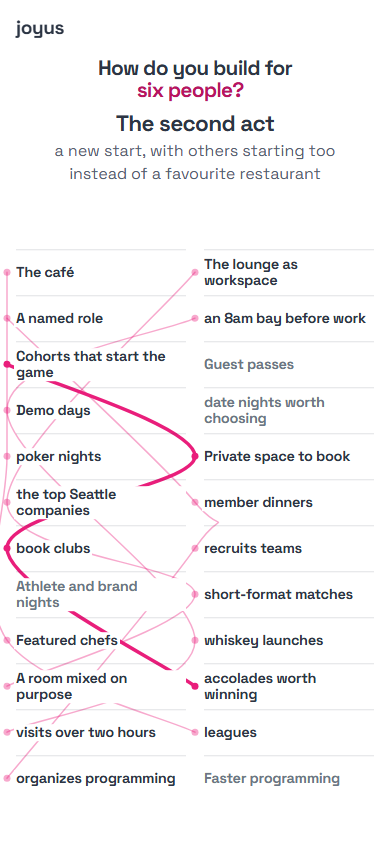 joyus
How do you build for
six people?
The second act
a new start, with others starting too
instead of a favourite restaurant
The café
The lounge as
workspace
A named role
an 8am bay before work
Cohorts that start the
game
Guest passes
Demo days
date nights worth
choosing
poker nights
Private space to book
the top Seattle
companies
member dinners
book clubs
recruits teams
Athlete and brand
nights
short-format matches
Featured chefs
whiskey launches
A room mixed on
purpose
accolades worth
winning
visits over two hours
leagues
organizes programming
Faster programming